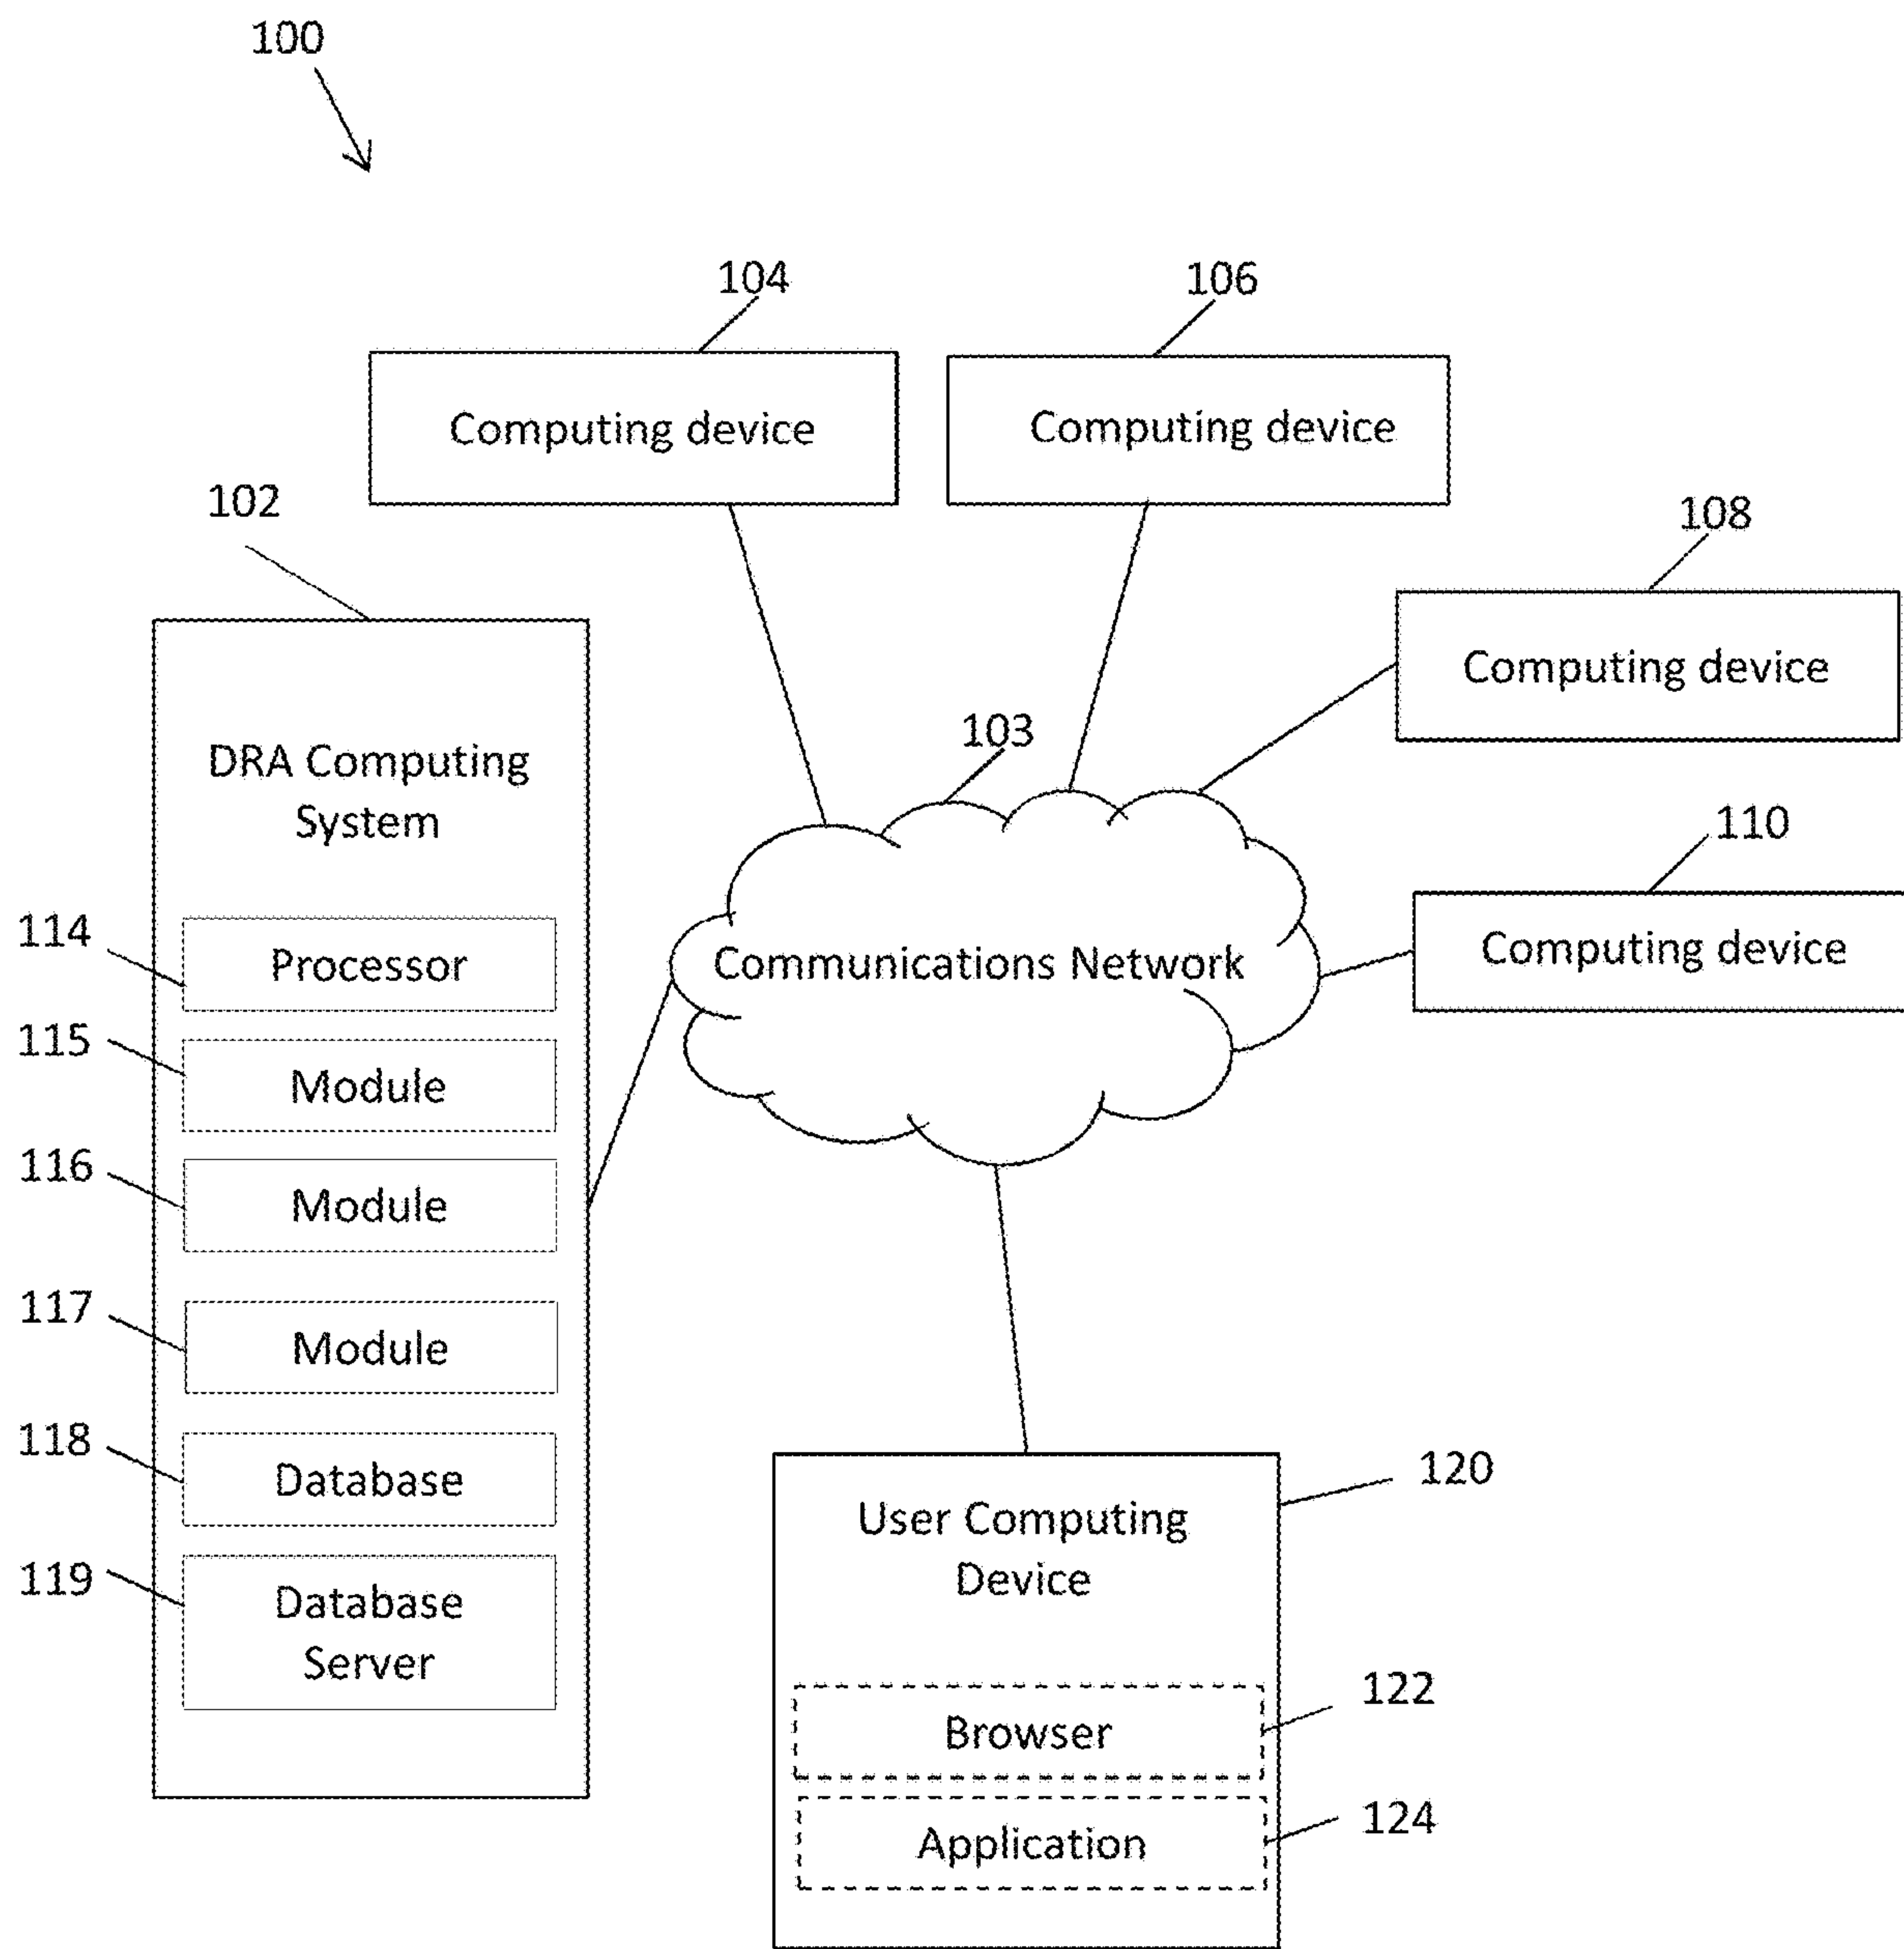 100
104
106
Computing device
Computing device
102
108
Computing device
103
DRA Computing
System
110
Computing device
114
Processor
Communications Network
115
Module
116
Module
117
Module
118
Database
119
Database
Server
120
User Computing
Device
122
Browser
124
Application